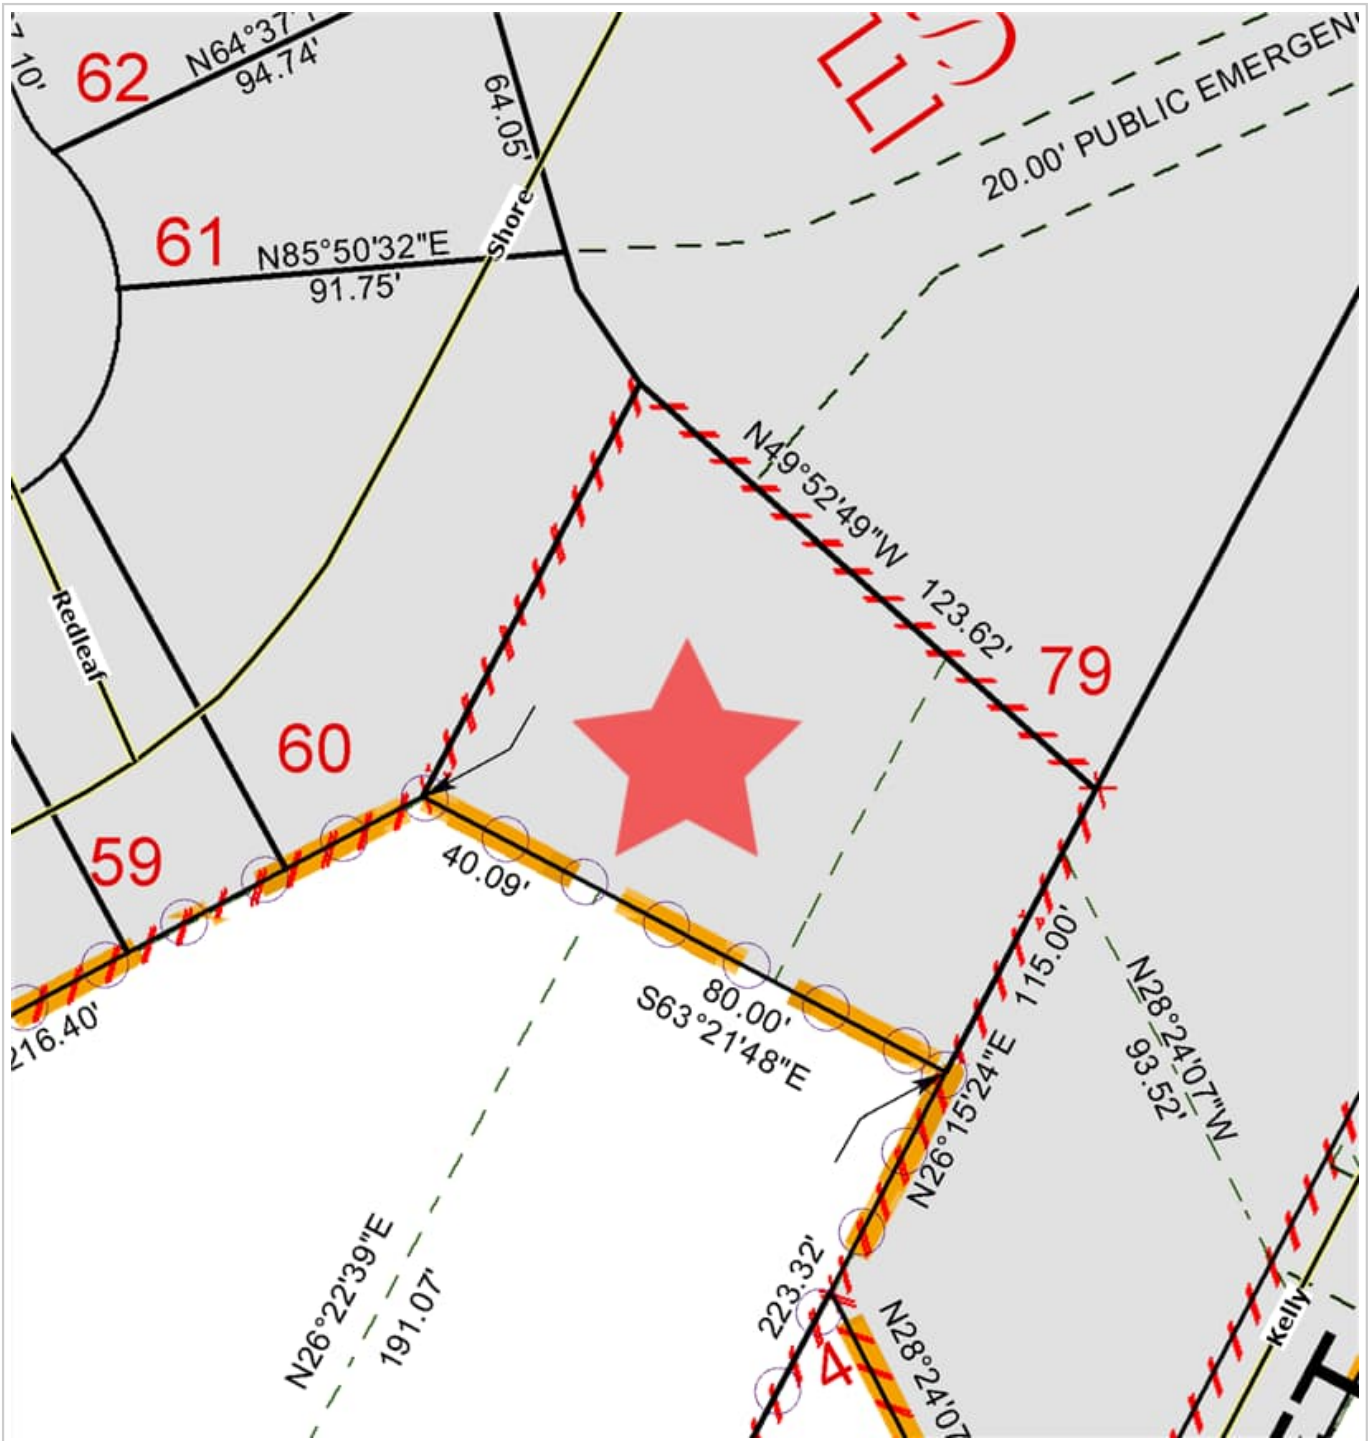 62
N64°37'
94.74'
10'
64.05'
20.00' PUBLIC EMERGEN
61
N85°50'32"E
91.75'
Shore
N49°52'49"W
123.62'
79
Redleaf
60
59
40.09'
80.00'
S63°21'48"E
216.40'
115.00'
N26°15'24"E
N28°24'07"W
93.52'
N26°22'39"E
191.07'
223.32'
4
N28°24'07
Kelly